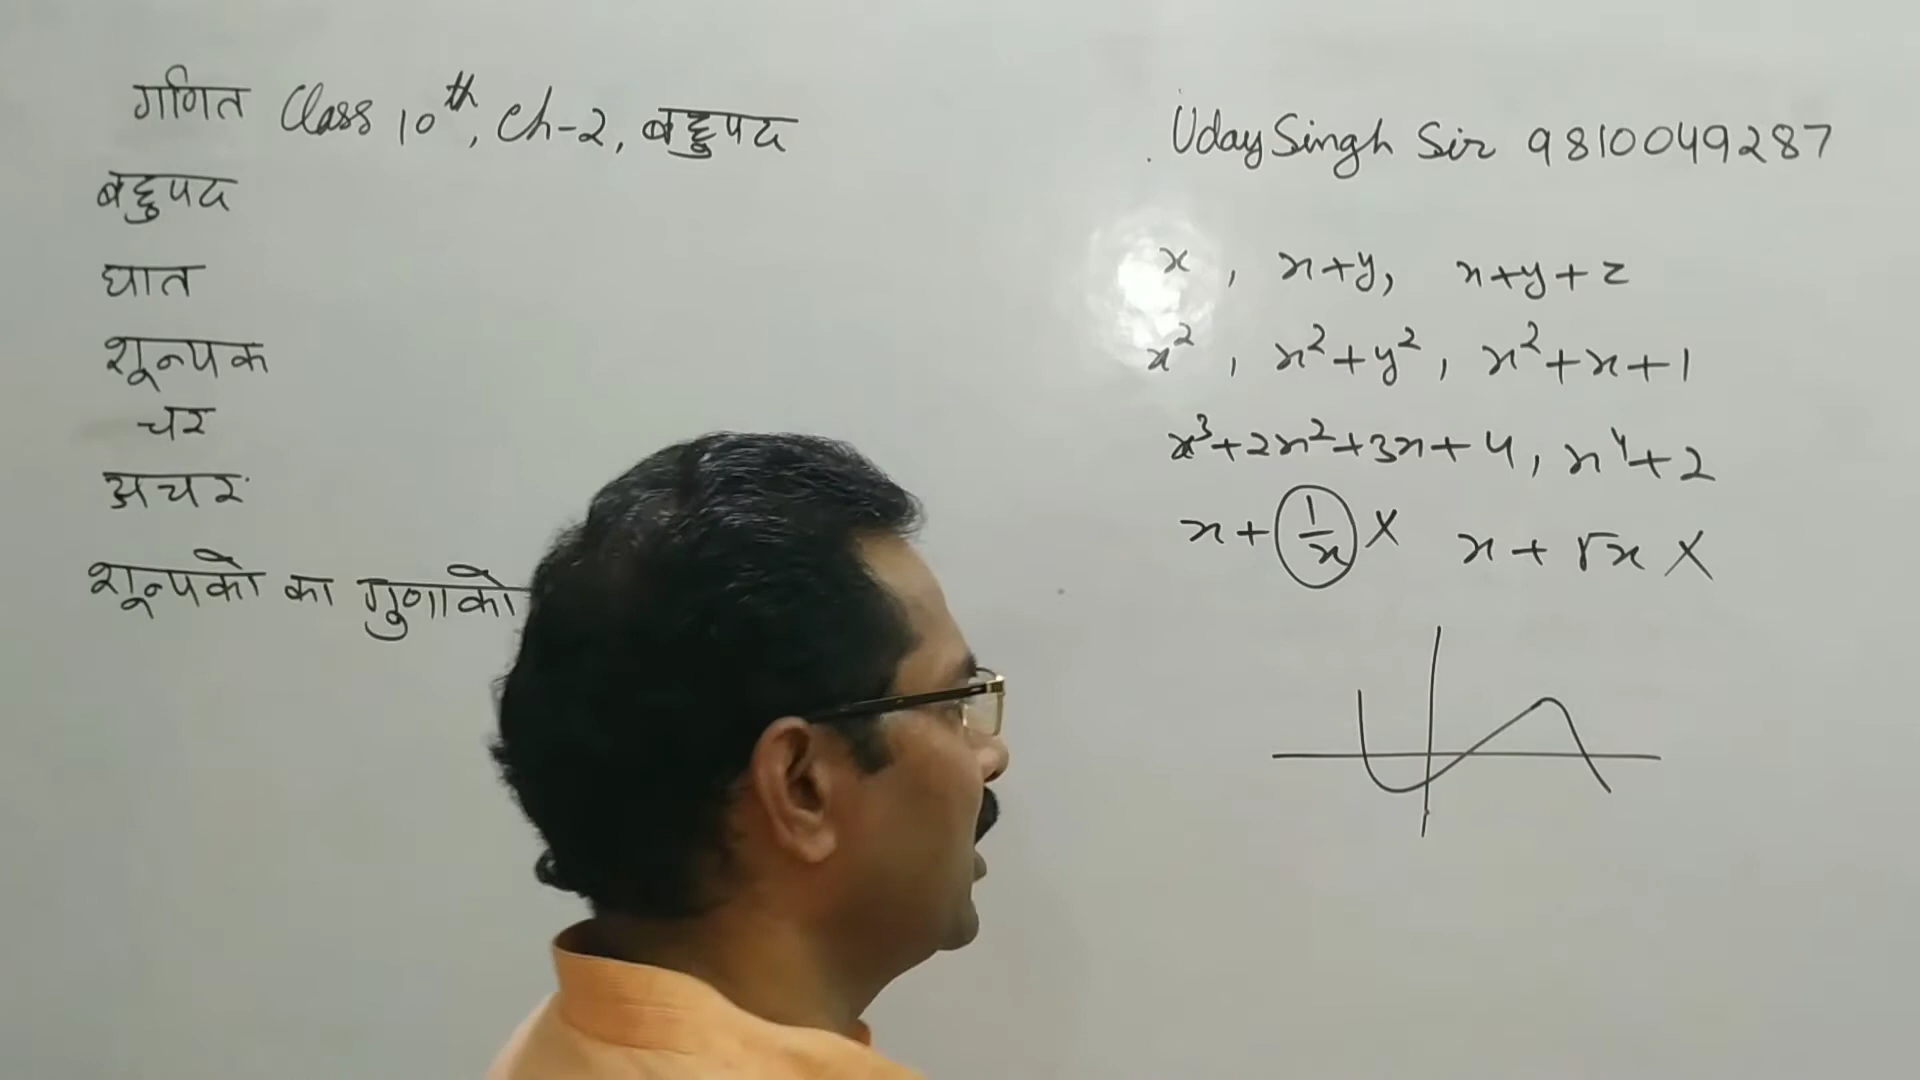 गणित Class 10th, Ch-2, बहुपद
बहुपद
घात
शून्यक
चर
अचर
शून्यको का गुणाको
Uday Singh Sir 9810049287
x , x+y, x+y+z
x² , x²+y² , x²+x+1
x³+2x²+3x+4, x⁴+2
x+1/x X x+√x X